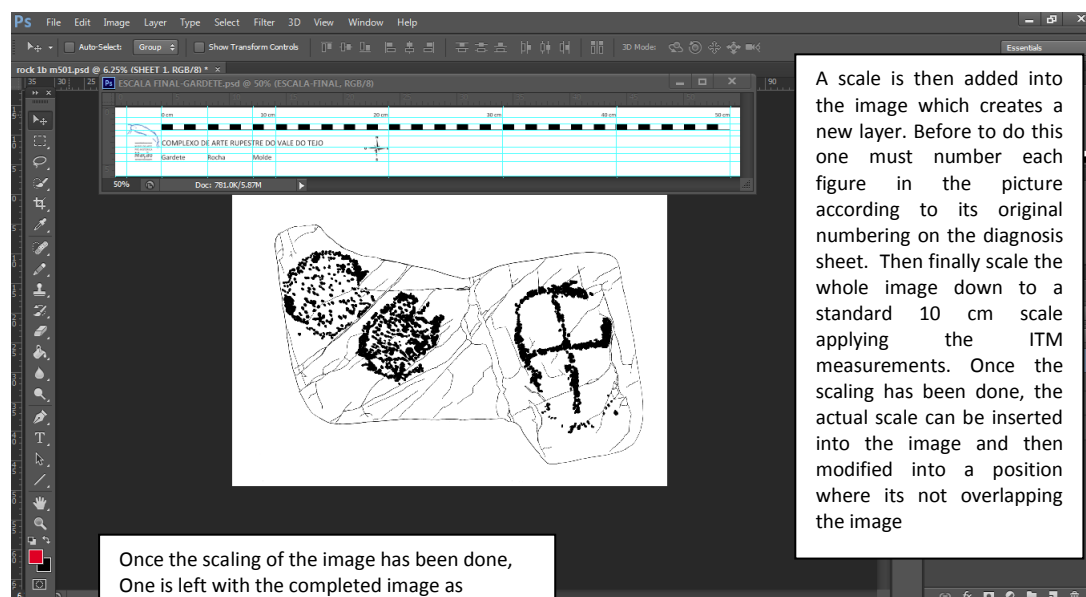 Ps File Edit Image Layer Type Select Filter 3D View Window Help
Auto-Select: Group Show Transform Controls 3D Mode: Essentials
rock 1b m501.psd @ 6.25% (SHEET 1, RGB/8) * ×
35 30 25 90
Ps ESCALA FINAL-GARDETE.psd @ 50% (ESCALA-FINAL, RGB/8)
0 cm 10 cm 20 cm 30 cm 40 cm 50 cm
COMPLEXO DE ARTE RUPESTRE DO VALE DO TEJO
Mação Gardete Rocha Molde
50% Doc: 781.0K/5.87M
A scale is then added into
the image which creates a
new layer. Before to do this
one must number each
figure in the picture
according to its original
numbering on the diagnosis
sheet. Then finally scale the
whole image down to a
standard 10 cm scale
applying the ITM
measurements. Once the
scaling has been done, the
actual scale can be inserted
into the image and then
modified into a position
where its not overlapping
the image
Once the scaling of the image has been done,
One is left with the completed image as